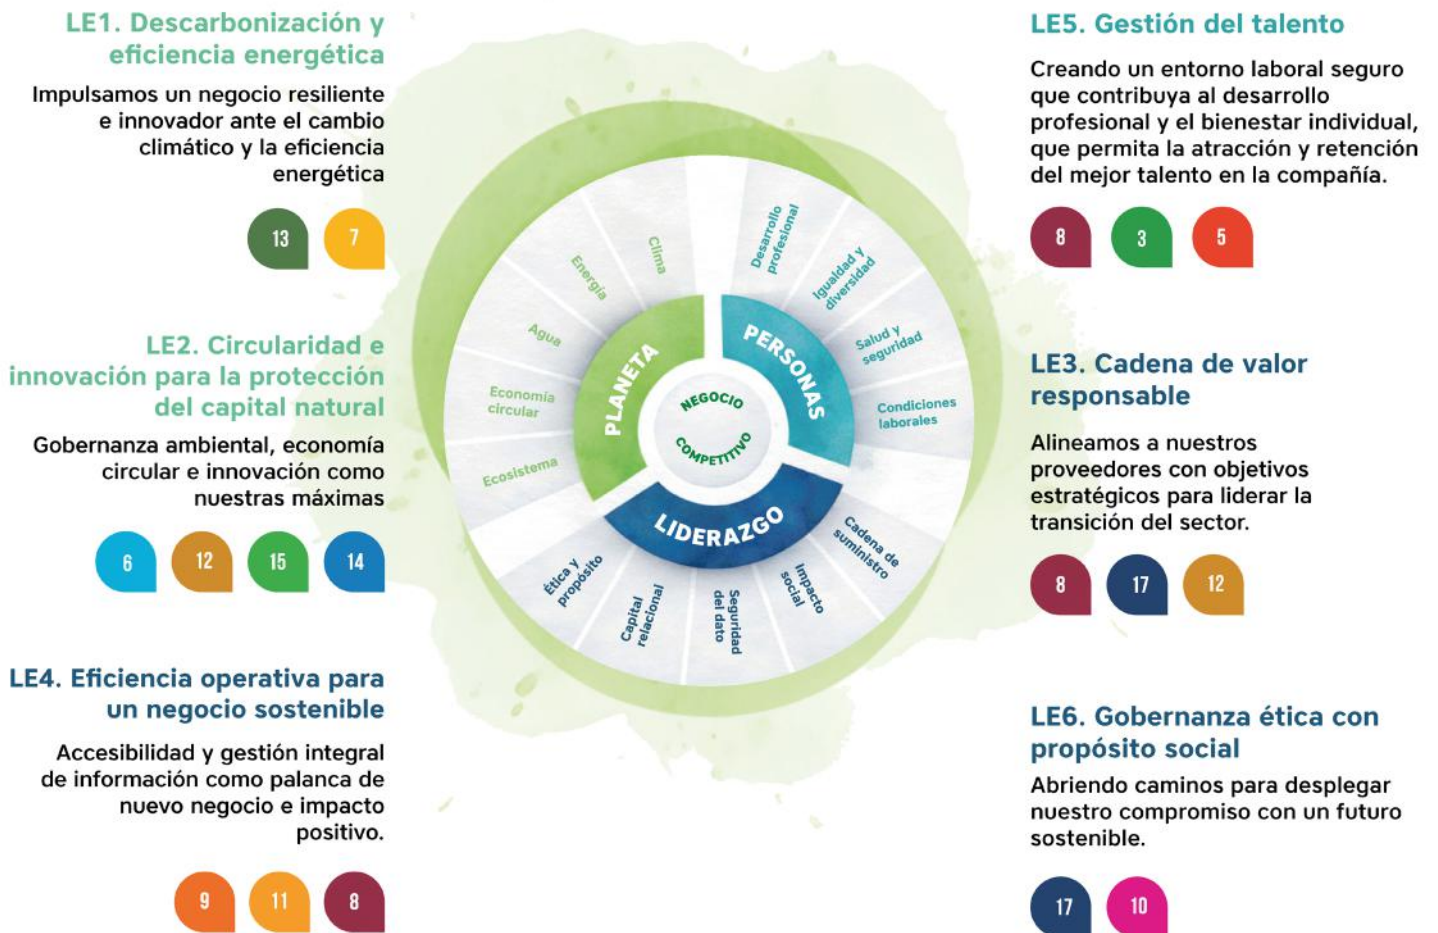 LE1. Descarbonización y
eficiencia energética
Impulsamos un negocio resiliente
e innovador ante el cambio
climático y la eficiencia
energética
13
7
LE2. Circularidad e
innovación para la protección
del capital natural
Gobernanza ambiental, economía
circular e innovación como
nuestras máximas
6
12
15
14
LE4. Eficiencia operativa para
un negocio sostenible
Accesibilidad y gestión integral
de información como palanca de
nuevo negocio e impacto
positivo.
9
11
8
PLANETA
Clima
Energía
Agua
Economía
circular
Ecosistema
PERSONAS
Desarrollo
profesional
Igualdad y
diversidad
Salud y
seguridad
Condiciones
laborales
NEGOCIO
COMPETITIVO
LIDERAZGO
Cadena de
suministro
Impacto
social
Seguridad
del dato
Capital
relacional
Ética y
propósito
LE5. Gestión del talento
Creando un entorno laboral seguro
que contribuya al desarrollo
profesional y el bienestar individual,
que permita la atracción y retención
del mejor talento en la compañía.
8
3
5
LE3. Cadena de valor
responsable
Alineamos a nuestros
proveedores con objetivos
estratégicos para liderar la
transición del sector.
8
17
12
LE6. Gobernanza ética con
propósito social
Abriendo caminos para desplegar
nuestro compromiso con un futuro
sostenible.
17
10